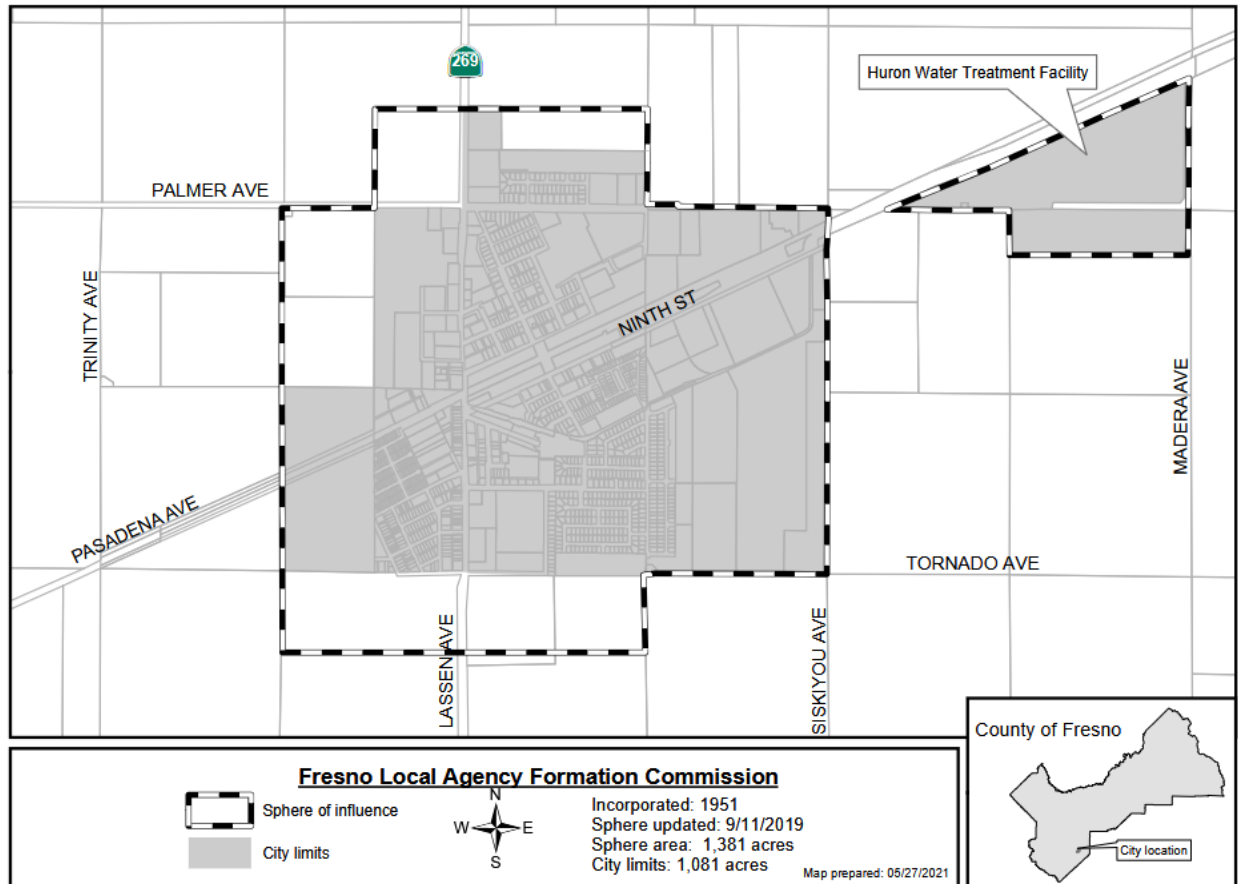 269
Huron Water Treatment Facility
PALMER AVE
TRINITY AVE
NINTH ST
MADERA AVE
PASADENA AVE
TORNADO AVE
LASSEN AVE
SISKIYOU AVE
County of Fresno
City location
Fresno Local Agency Formation Commission
Sphere of influence
City limits
N
W E
S
Incorporated: 1951
Sphere updated: 9/11/2019
Sphere area: 1,381 acres
City limits: 1,081 acres
Map prepared: 05/27/2021